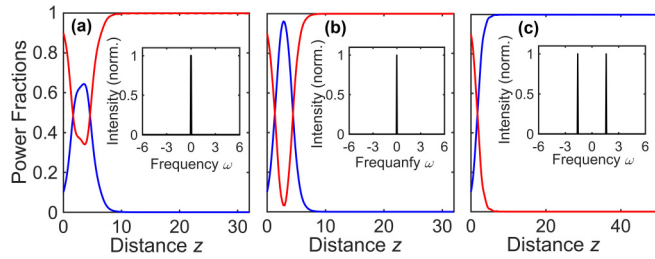 (a)
(b)
(c)
Power Fractions
1
0.8
0.6
0.4
0.2
0
Intensity (norm.)
1
0.5
0
-6 -3 0 3 6
Frequency ω
Intensity (norm.)
1
0.5
0
-6 -3 0 3 6
Frequanfy ω
Intensity (norm.)
1
0.5
0
-6 -3 0 3 6
Frequency ω
0 10 20 30
Distance z
0 10 20 30
Distance z
0 20 40
Distance z